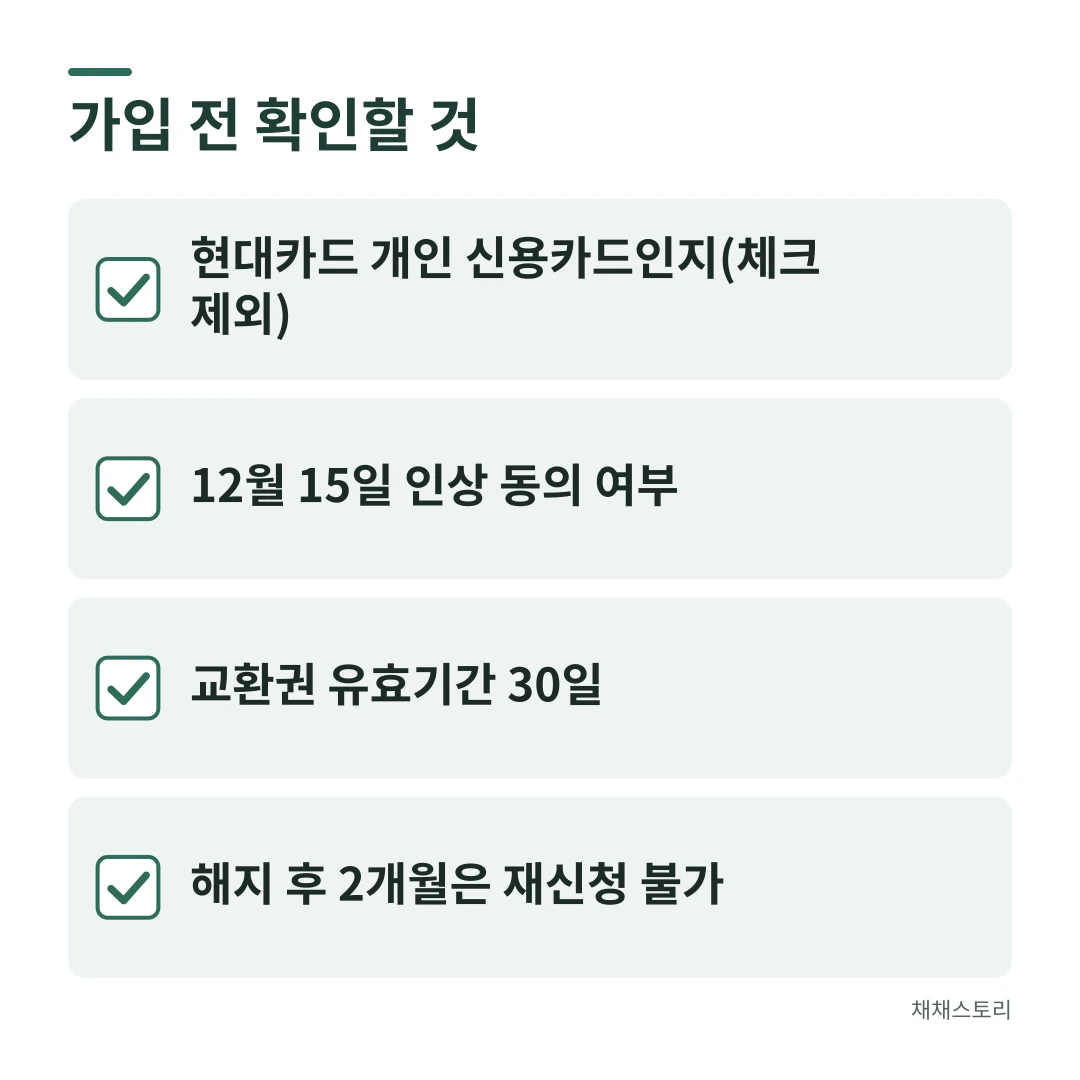 가입 전 확인할 것
현대카드 개인 신용카드인지(체크
제외)
12월 15일 인상 동의 여부
교환권 유효기간 30일
해지 후 2개월은 재신청 불가
채채스토리